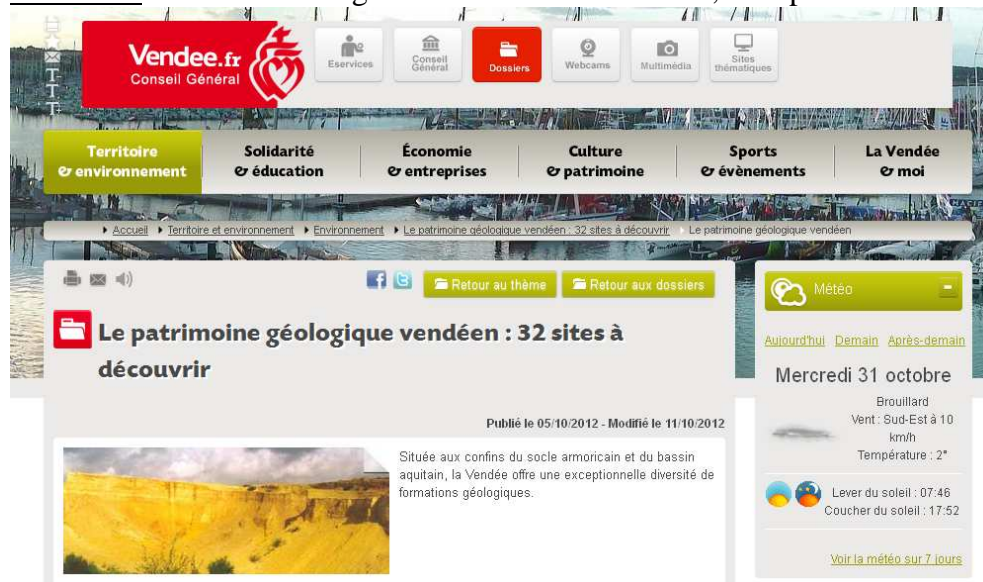 Vendee.fr
Conseil Général
Eservices
Conseil
Général
Dossiers
Webcams
Multimédia
Sites
thématiques
T
T
T
Territoire
& environnement
Solidarité
& éducation
Économie
& entreprises
Culture
& patrimoine
Sports
& évènements
La Vendée
& moi
Accueil Territoire et environnement Environnement Le patrimoine géologique vendéen : 32 sites à découvrir Le patrimoine géologique vendéen
Retour au thème
Retour aux dossiers
Le patrimoine géologique vendéen : 32 sites à
découvrir
Publié le 05/10/2012 - Modifié le 11/10/2012
Située aux confins du socle armoricain et du bassin
aquitain, la Vendée offre une exceptionnelle diversité de
formations géologiques.
Météo
Aujourd'hui Demain Après-demain
Mercredi 31 octobre
Brouillard
Vent : Sud-Est à 10
km/h
Température : 2°
Lever du soleil : 07:46
Coucher du soleil : 17:52
Voir la météo sur 7 jours